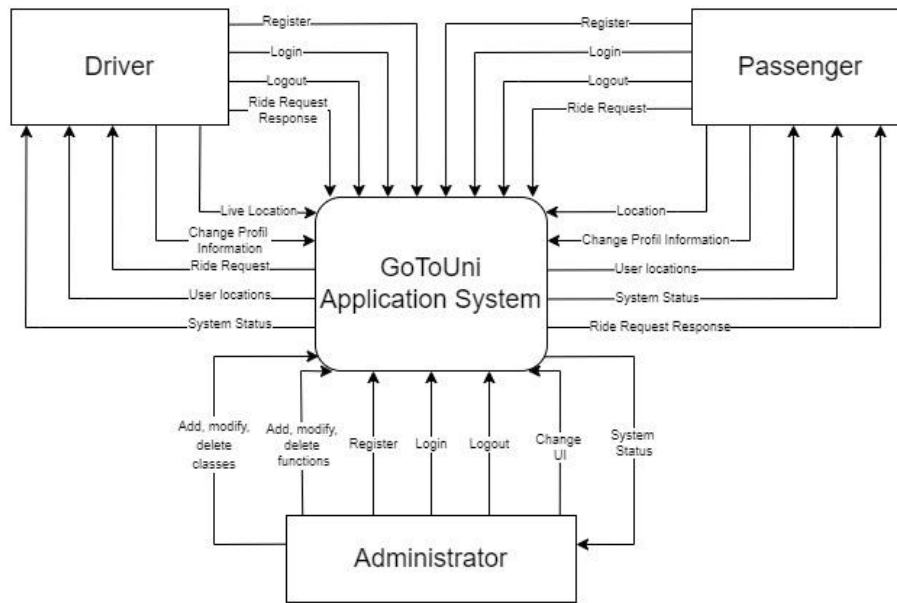 Driver
Register
Login
Logout
Ride Request
Response
Live Location
Change Profil
Information
Ride Request
User locations
System Status
Passenger
Register
Login
Logout
Ride Request
Location
Change Profil Information
User locations
System Status
Ride Request Response
GoToUni
Application System
Add, modify,
delete
classes
Add, modify,
delete
functions
Register
Login
Logout
Change
UI
System
Status
Administrator